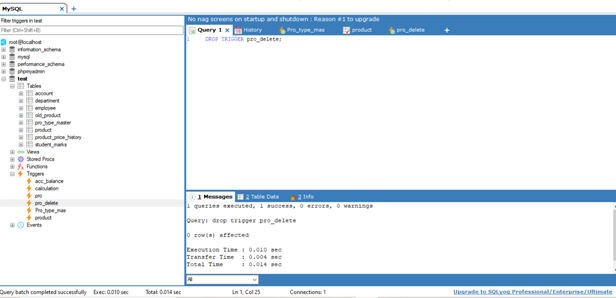 MySQL
Filter triggers in test
Filter (Ctrl+Shift+B)
root@localhost
information_schema
mysql
performance_schema
phpmyadmin
test
Tables
account
department
employee
old_product
pro_type_master
product
product_price_history
student_marks
Views
Stored Procs
Functions
Triggers
acc_balance
calculation
pro
pro_delete
Pro_type_mas
product
Events
No nag screens on startup and shutdown : Reason #1 to upgrade
Query 1 History Pro_type_mas product pro_delete
1 DROP TRIGGER pro_delete;
1 Messages 2 Table Data 3 Info
1 queries executed, 1 success, 0 errors, 0 warnings
Query: drop trigger pro_delete
0 row(s) affected
Execution Time : 0.010 sec
Transfer Time : 0.004 sec
Total Time : 0.014 sec
All
Query batch completed successfully Exec: 0.010 sec Total: 0.014 sec Ln 1, Col 25 Connections: 1 Upgrade to SQLyog Professional/Enterprise/Ultimate